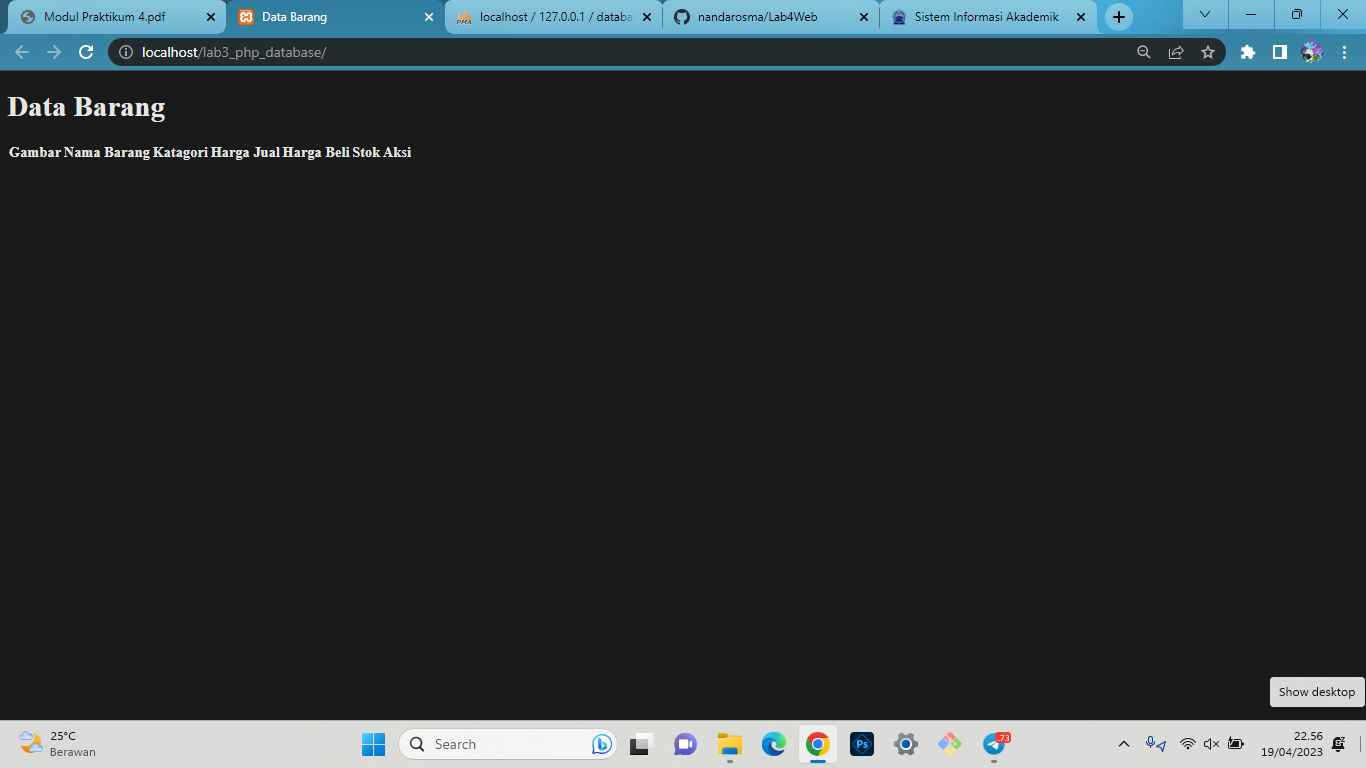 Modul Praktikum 4.pdf
Data Barang
localhost / 127.0.0.1 / databa
nandarosma/Lab4Web
Sistem Informasi Akademik
localhost/lab3_php_database/
Data Barang
Gambar Nama Barang Katagori Harga Jual Harga Beli Stok Aksi
Show desktop
25°C
Berawan
Search
Ps
73
22.56
19/04/2023